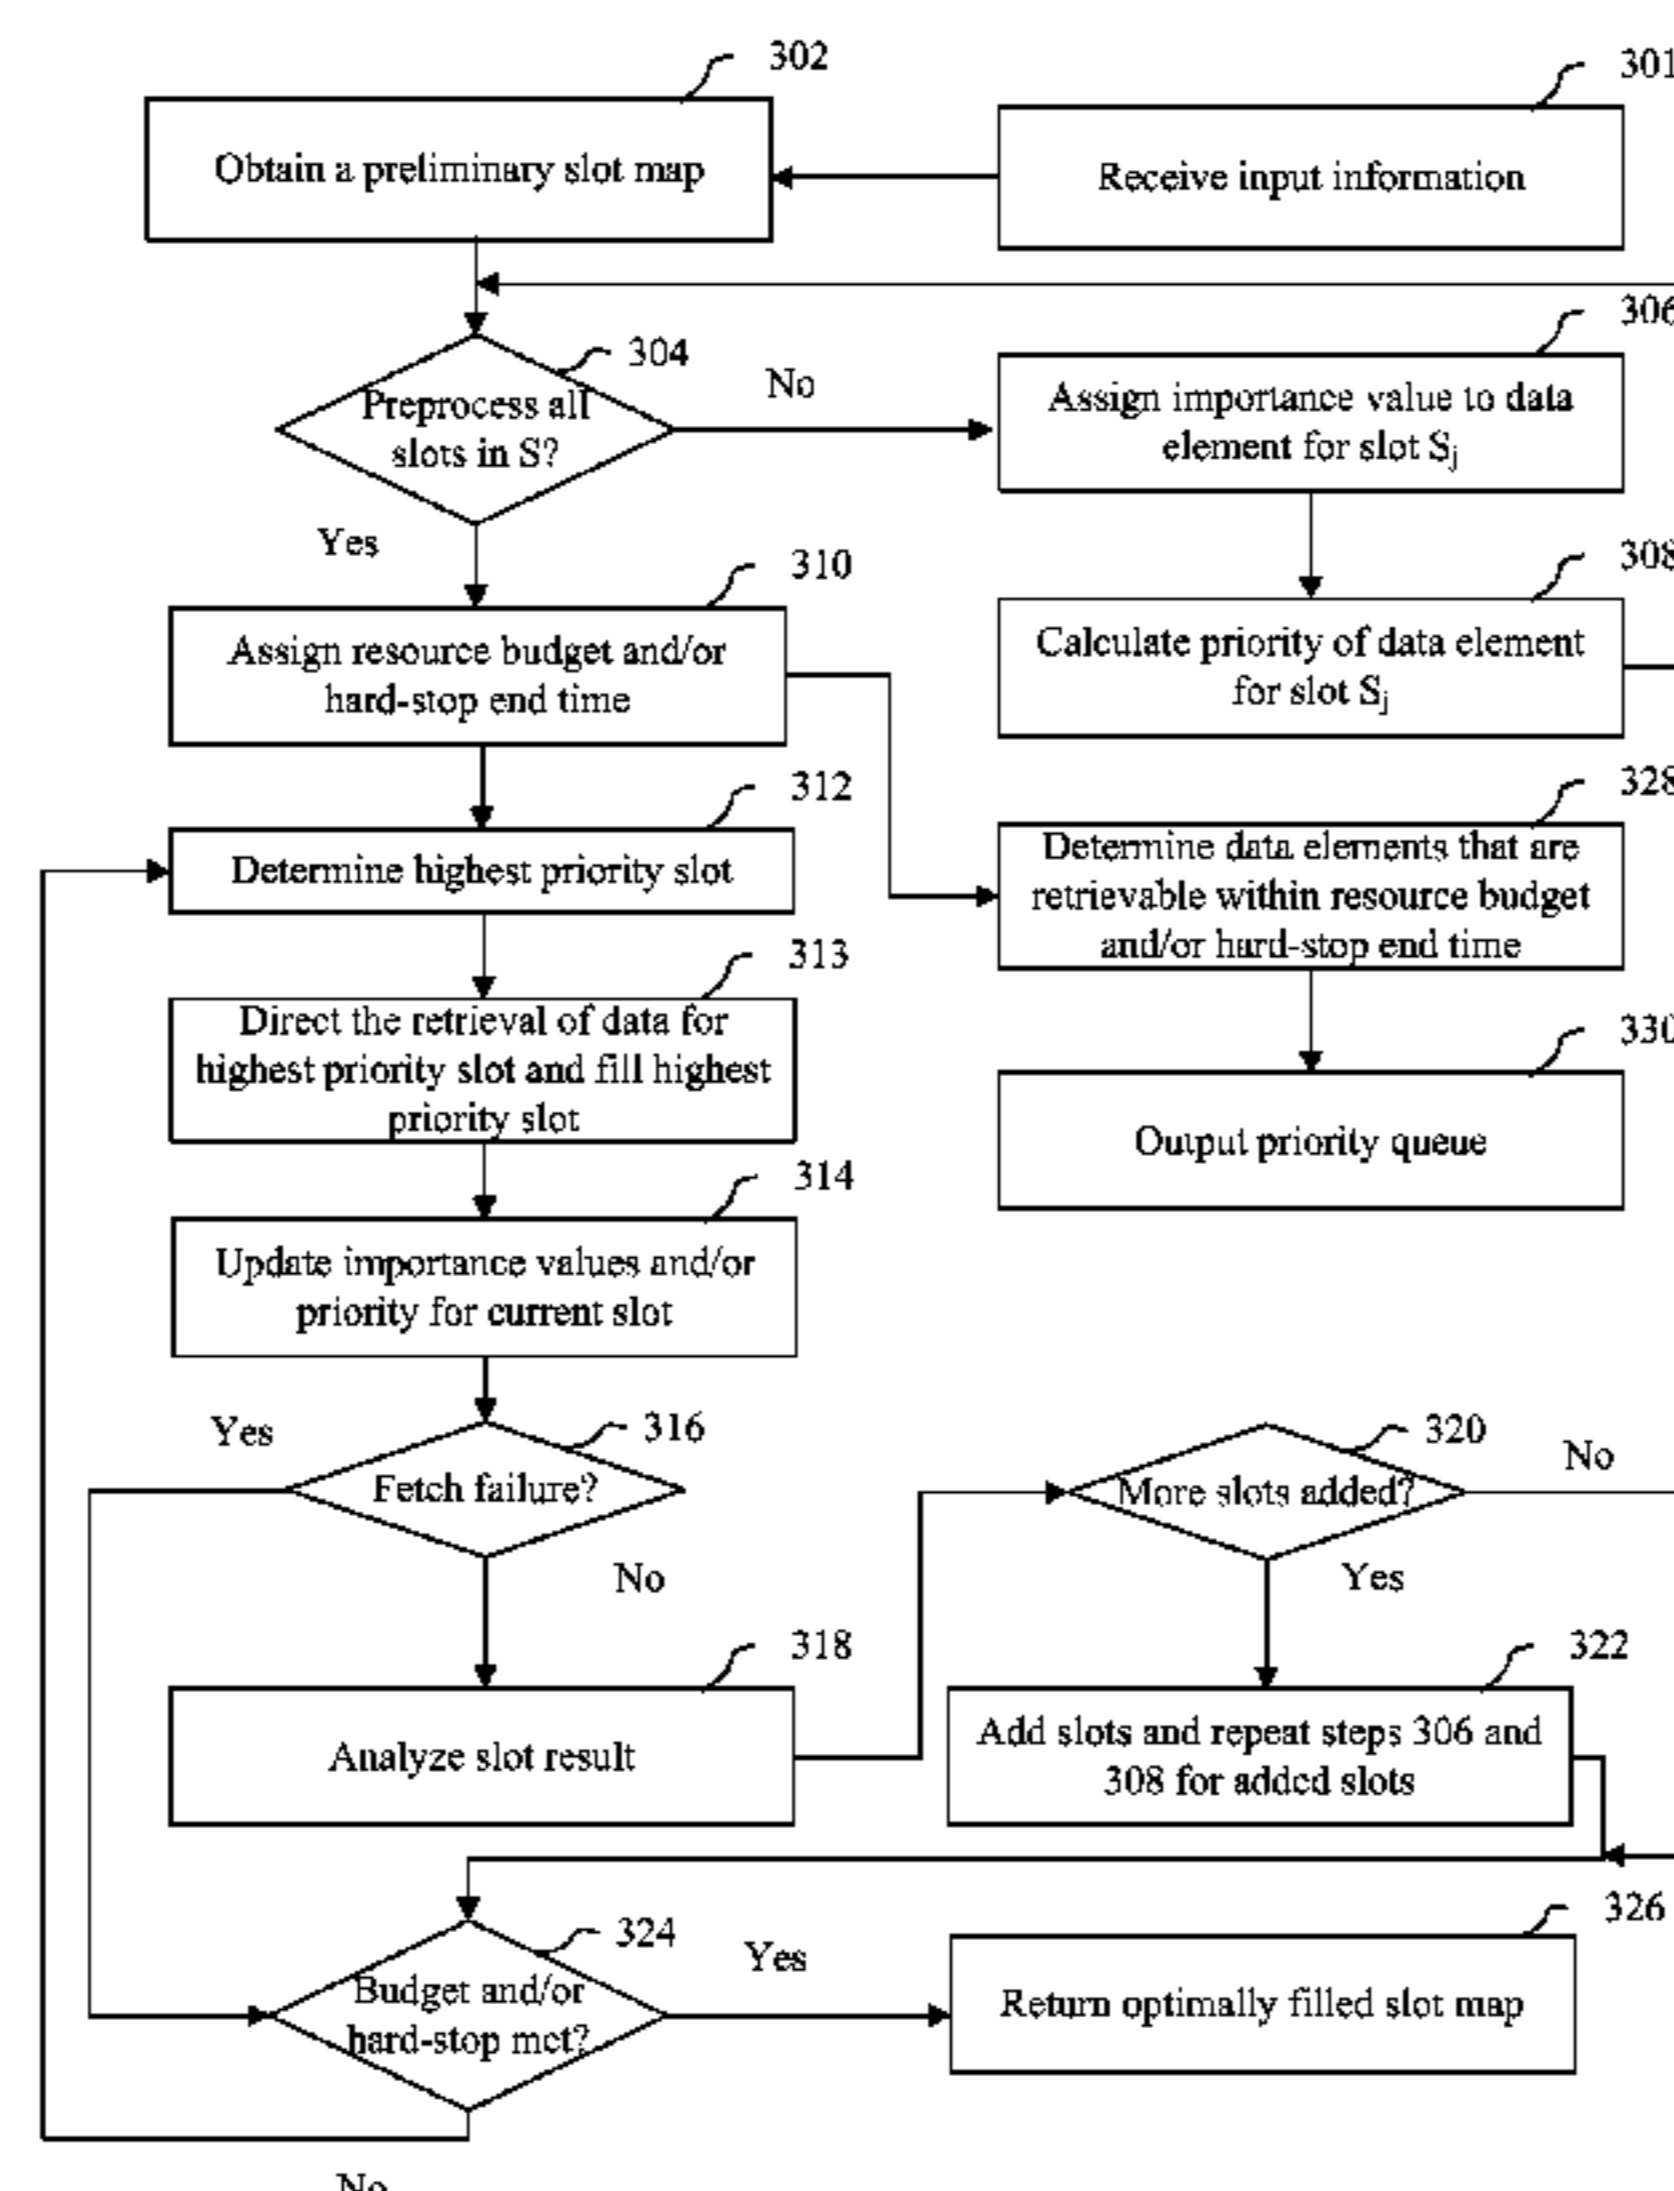 302
301
Obtain a preliminary slot map
Receive input information
304
306
Preprocess all
slots in S?
No
Assign importance value to data
element for slot Sj
Yes
310
308
Assign resource budget and/or
hard-stop end time
Calculate priority of data element
for slot Sj
312
328
Determine highest priority slot
Determine data elements that are
retrievable within resource budget
and/or hard-stop end time
313
330
Direct the retrieval of data for
highest priority slot and fill highest
priority slot
Output priority queue
314
Update importance values and/or
priority for current slot
Yes
316
Fetch failure?
No
320
More slots added?
No
Yes
318
322
Analyze slot result
Add slots and repeat steps 306 and
308 for added slots
324
326
Budget and/or
hard-stop met?
Yes
Return optimally filled slot map
No